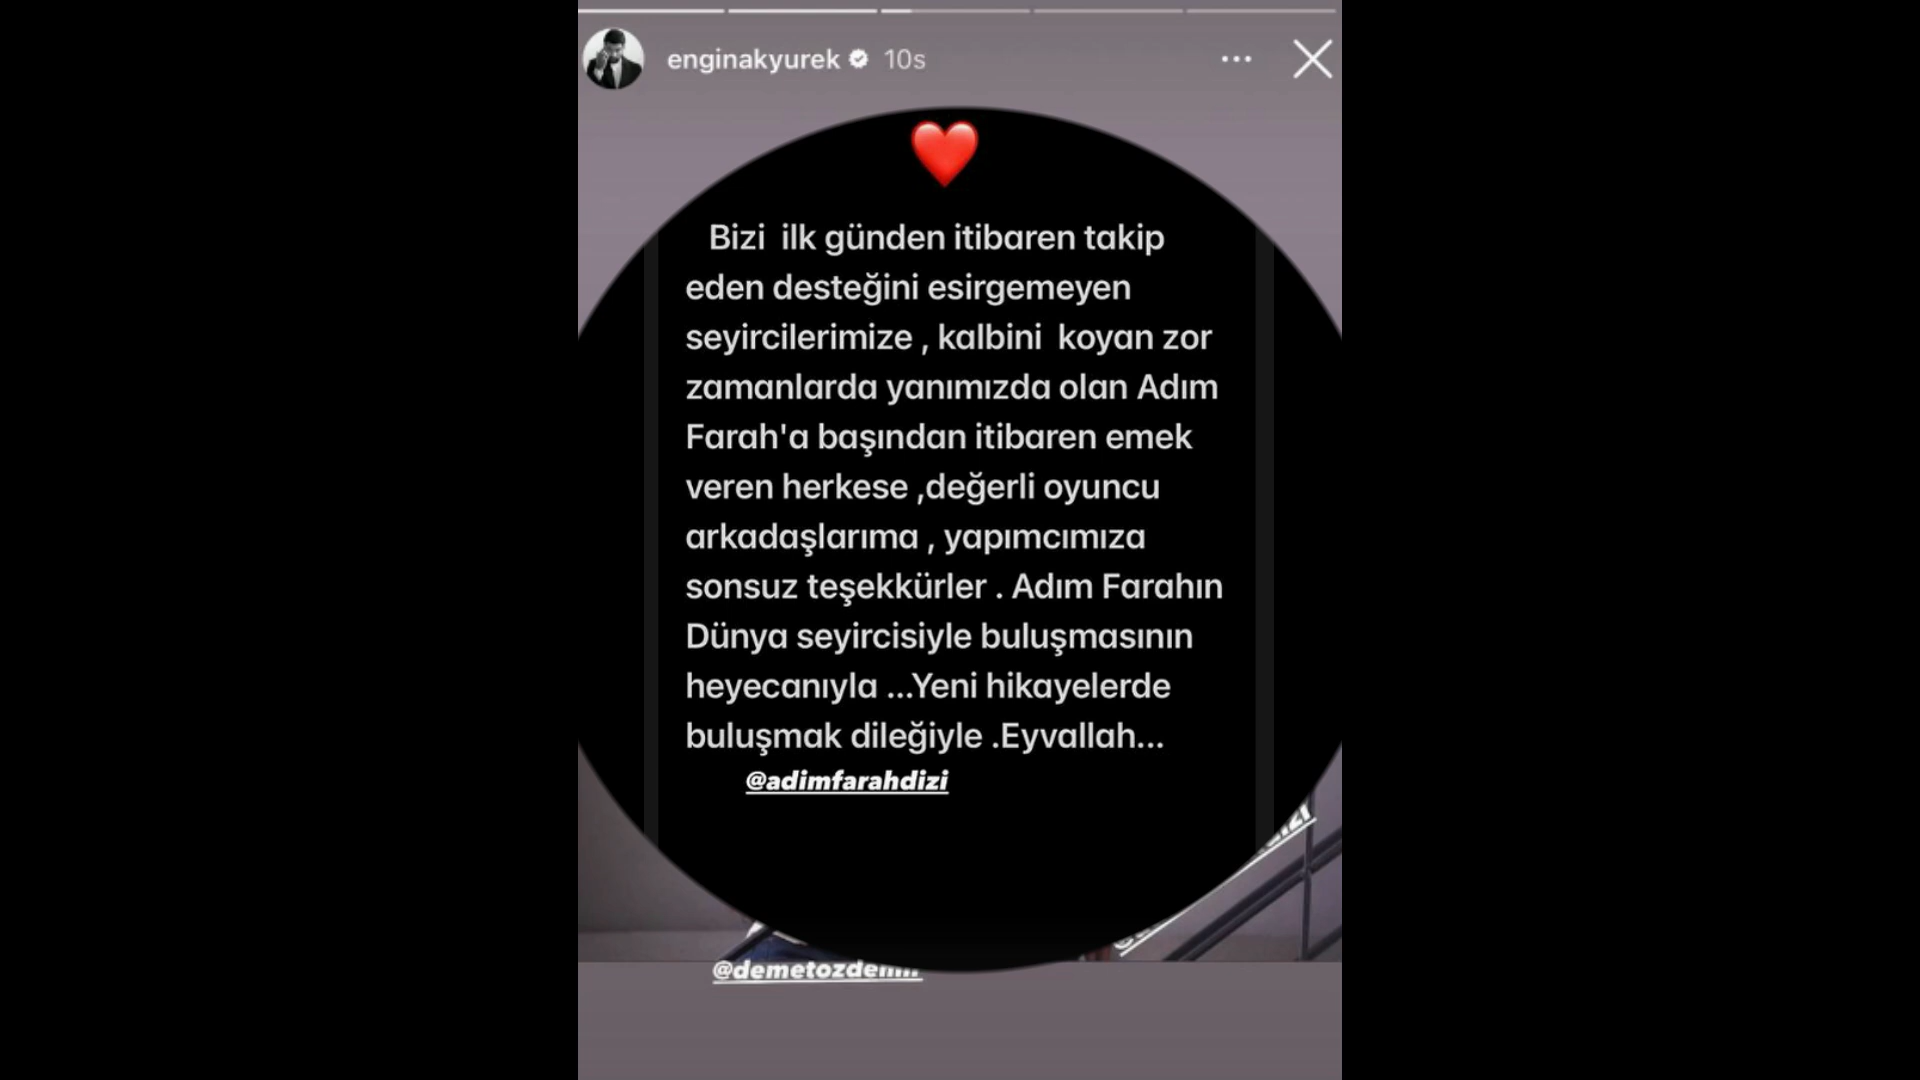 enginakyurek 10s
Bizi ilk günden itibaren takip
eden desteğini esirgemeyen
seyircilerimize , kalbini koyan zor
zamanlarda yanımızda olan Adım
Farah'a başından itibaren emek
veren herkese ,değerli oyuncu
arkadaşlarıma , yapımcımıza
sonsuz teşekkürler . Adım Farahın
Dünya seyircisiyle buluşmasının
heyecanıyla ...Yeni hikayelerde
buluşmak dileğiyle .Eyvallah...
@adimfarahdizi